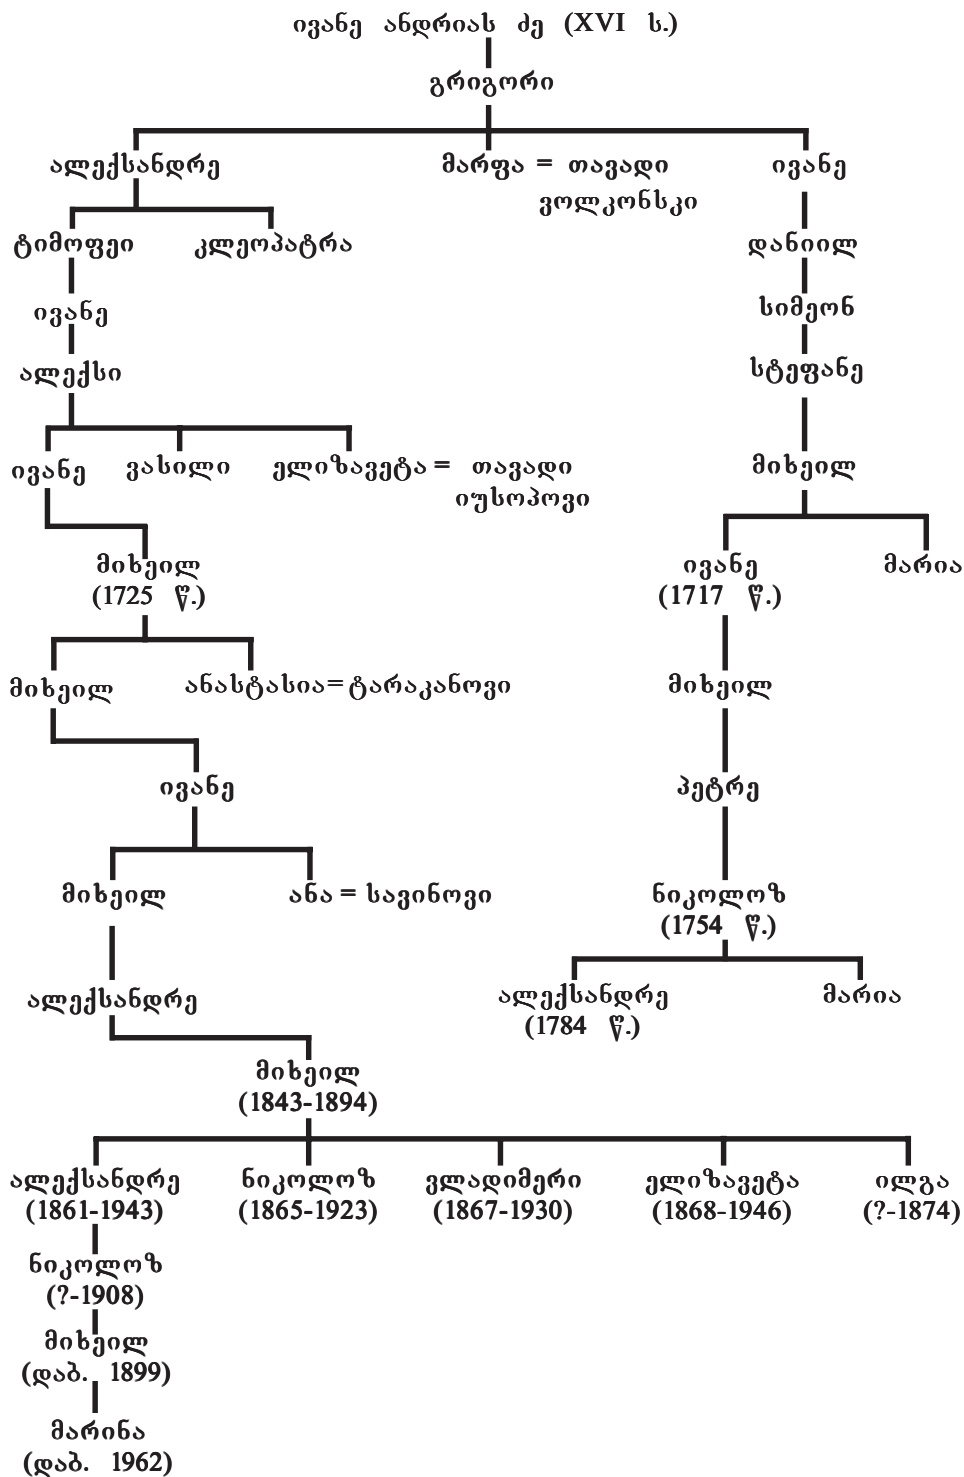 ივანე ანდრიას ძე (XVI ს.)
გრიგორი
ალექსანდრე
მარფა = თავადი
ვოლკონსკი
ივანე
ტიმოფეი
კლეოპატრა
დანიილ
ივანე
სიმეონ
ალექსი
სტეფანე
ივანე
ვასილი
ელიზავეტა = თავადი
იუსოპოვი
მიხეილ
მიხეილ
(1725 წ.)
ივანე
(1717 წ.)
მარია
მიხეილ
ანასტასია=ტარაკანოვი
მიხეილ
ივანე
პეტრე
მიხეილ
ანა = სავინოვი
ნიკოლოზ
(1754 წ.)
ალექსანდრე
ალექსანდრე
(1784 წ.)
მარია
მიხეილ
(1843-1894)
ალექსანდრე
(1861-1943)
ნიკოლოზ
(1865-1923)
ვლადიმერი
(1867-1930)
ელიზავეტა
(1868-1946)
ილგა
(?-1874)
ნიკოლოზ
(?-1908)
მიხეილ
(დაბ. 1899)
მარინა
(დაბ. 1962)